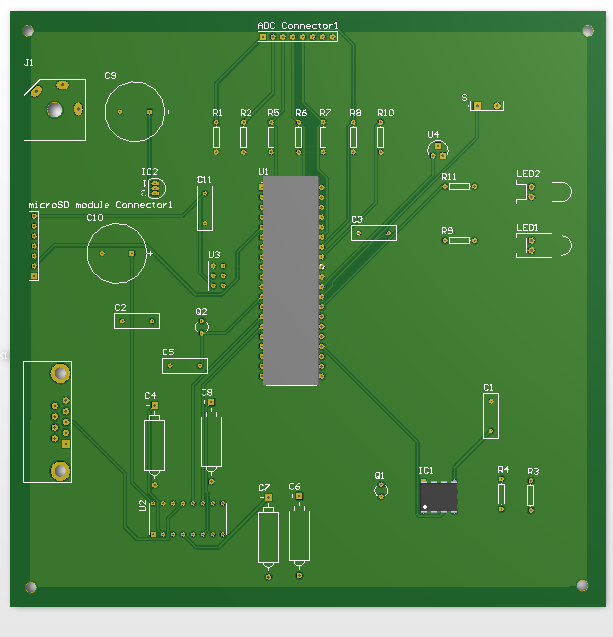 ADC Connector1
J1
C9
S
R1 R2 R5 R6 R7 R8 R10
U4
IC2
C11
U1
R11
LED2
microSD module Connector1
C10
C3
R9
LED1
U3
C2
Q2
C5
C4
C8
C1
IC1
Q1
R4
R3
C7
C6
U2